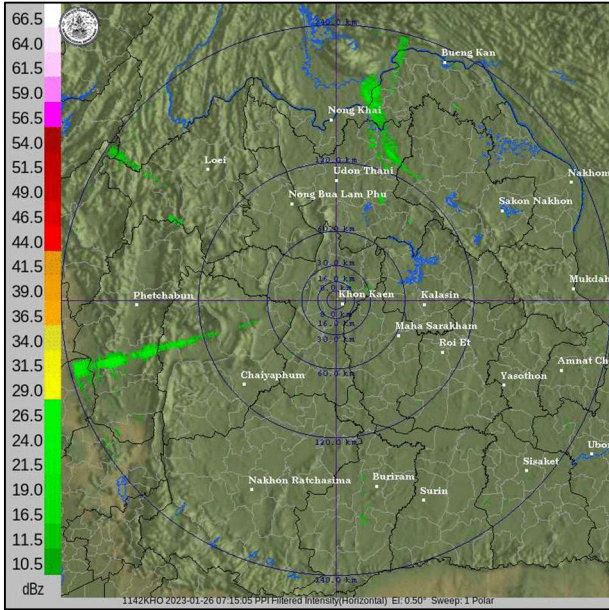 66.5
64.0
61.5
59.0
56.5
54.0
51.5
49.0
46.5
44.0
41.5
39.0
36.5
34.0
31.5
29.0
26.5
24.0
21.5
19.0
16.5
13.0
10.5
dBz
Bueng Kan
Nong Khai
Loei
Udon Thani
Nakhom
Nong Bua Lam Phu
Sakon Nakhon
Mukdah
Phetchabun
Khon Kaen
Kalasin
Maha Sarakham
Roi Et
Amnat Ch
Chaiyaphum
Yasothon
120.0 km
Ubo
Sisaket
Nakhon Ratchasima
Buriram
Surin
1142KHO 2023-01-26 07:15:05 PPI Filtered Intensity(Horizontal) El: 0.50° Sweep: 1 Polar